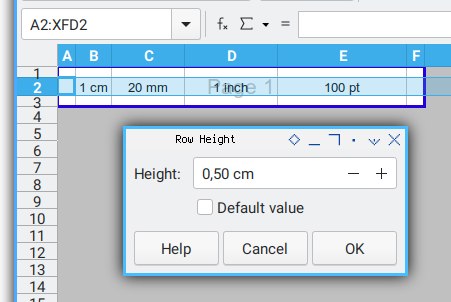 A2:XFD2 fx Σ =
A B C D E F
1
2 1 cm 20 mm 1 inch 100 pt
Page 1
3
4
5
6
7
8
9
10
11
12
13
14
15
Row Height
Height: 0,50 cm
Default value
Help Cancel OK